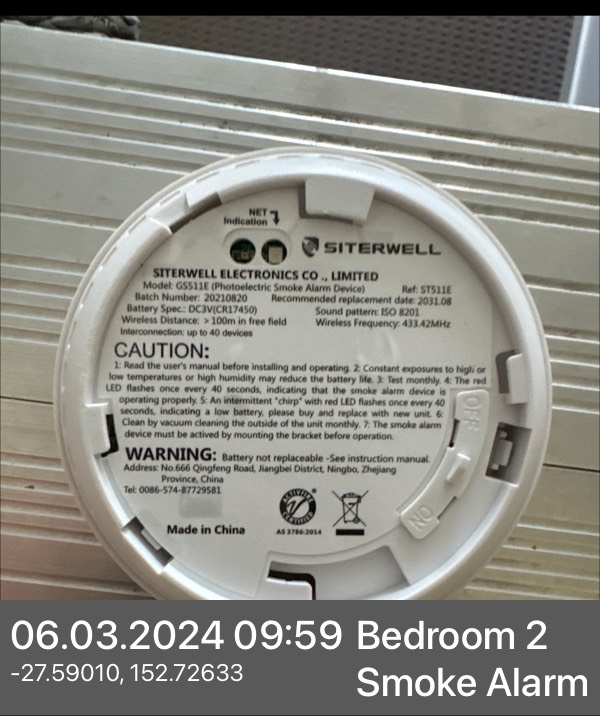 NET
Indication
SITERWELL
SITERWELL ELECTRONICS CO ., LIMITED
Model: GS511E (Photoelectric Smoke Alarm Device) Ref: ST511E
Batch Number: 20210820 Recommended replacement date: 2031.08
Battery Spec: DC3V(CR17450) Sound pattern: ISO 8201
Wireless Distance: > 100m in free field Wireless Frequency: 433.42MHz
Interconnection: up to 40 devices
CAUTION:
1: Read the user's manual before installing and operating. 2: Constant exposures to high or
low temperatures or high humidity may reduce the battery life. 3: Test monthly. 4: The red
LED flashes once every 40 seconds, indicating that the smoke alarm device is
operating properly. 5: An intermittent "chirp" with red LED flashes once every 40
seconds, indicating a low battery, please buy and replace with new unit. 6:
Clean by vacuum cleaning the outside of the unit monthly. 7: The smoke alarm
device must be actived by mounting the bracket before operation.
OFF
WARNING: Battery not replaceable -See instruction manual.
Address: No.666 Qingfeng Road, Jiangbei District, Ningbo, Zhejiang
Province, China
Tel: 0086-574-87729581
ON
ACTIVFIRE
CERTIFIED
Made in China
AS 3786:2014
06.03.2024 09:59 Bedroom 2
-27.59010, 152.72633
Smoke Alarm